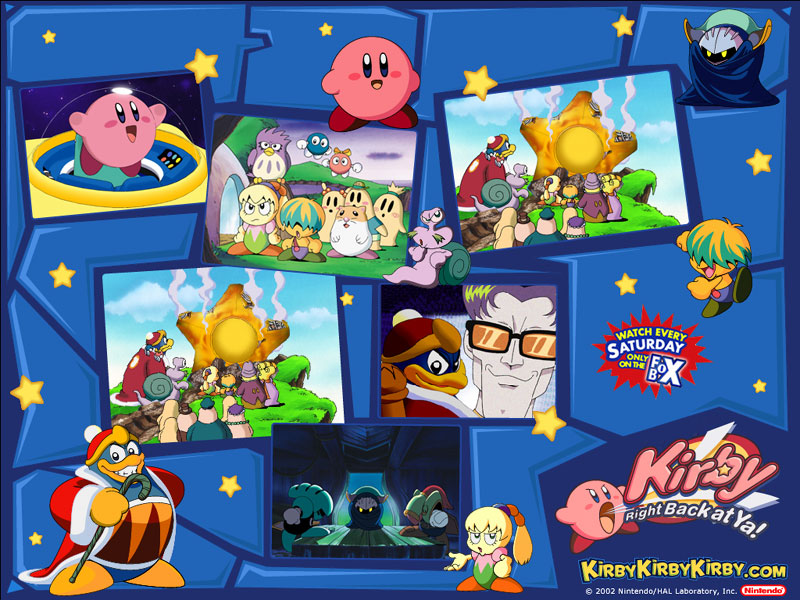 WATCH EVERY
SATURDAY
ONLY
ON THE
FOX
BOX
Kirby
Right Back at Ya!
KIRBYKIRBYKIRBY.COM
© 2002 Nintendo/HAL Laboratory, Inc. Nintendo